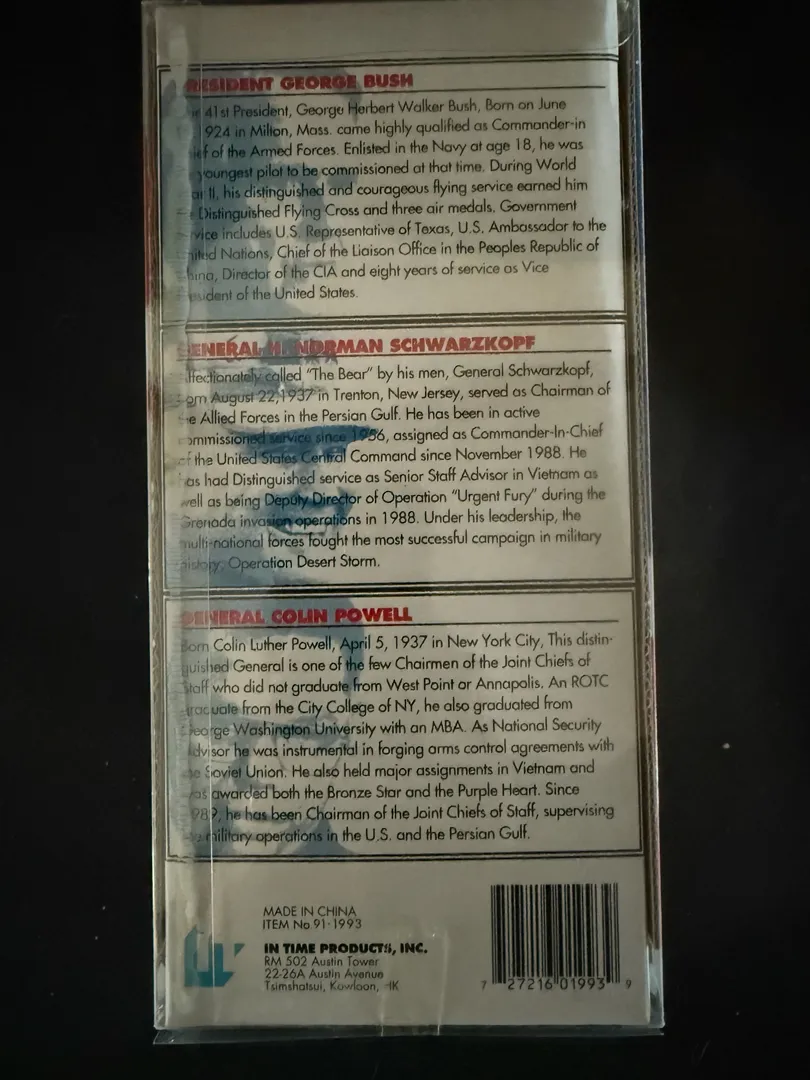 RESIDENT GEORGE BUSH
41st President, George Herbert Walker Bush, Born on June
1924 in Milton, Mass. came highly qualified as Commander-in
ief of the Armed Forces. Enlisted in the Navy at age 18, he was
youngest pilot to be commissioned at that time. During World
ar II, his distinguished and courageous flying service earned him
Distinguished Flying Cross and three air medals. Government
vice includes U.S. Representative of Texas, U.S. Ambassador to the
nited Nations, Chief of the Liaison Office in the Peoples Republic of
hina, Director of the CIA and eight years of service as Vice
esident of the United States.
GENERAL H. NORMAN SCHWARZKOPF
ffectionately called "The Bear" by his men, General Schwarzkopf,
orn August 22,1937 in Trenton, New Jersey, served as Chairman of
e Allied Forces in the Persian Gulf. He has been in active
ommissioned service since 1956, assigned as Commander-In-Chief
of the United States Central Command since November 1988. He
as had Distinguished service as Senior Staff Advisor in Vietnam as
well as being Deputy Director of Operation "Urgent Fury" during the
Grenada invasion operations in 1988. Under his leadership, the
multi-national forces fought the most successful campaign in military
history: Operation Desert Storm.
GENERAL COLIN POWELL
Born Colin Luther Powell, April 5, 1937 in New York City, This distin-
guished General is one of the few Chairmen of the Joint Chiefs of
Staff who did not graduate from West Point or Annapolis. An ROTC
graduate from the City College of NY, he also graduated from
George Washington University with an MBA. As National Security
Advisor he was instrumental in forging arms control agreements with
he Soviet Union. He also held major assignments in Vietnam and
was awarded both the Bronze Star and the Purple Heart. Since
1989, he has been Chairman of the Joint Chiefs of Staff, supervising
military operations in the U.S. and the Persian Gulf.
MADE IN CHINA
ITEM No 91-1993
IN TIME PRODUCTS, INC.
RM 502 Austin Tower
22-26A Austin Avenue
Tsimshatsui, Kowloon, HK
7 27216 01993 9